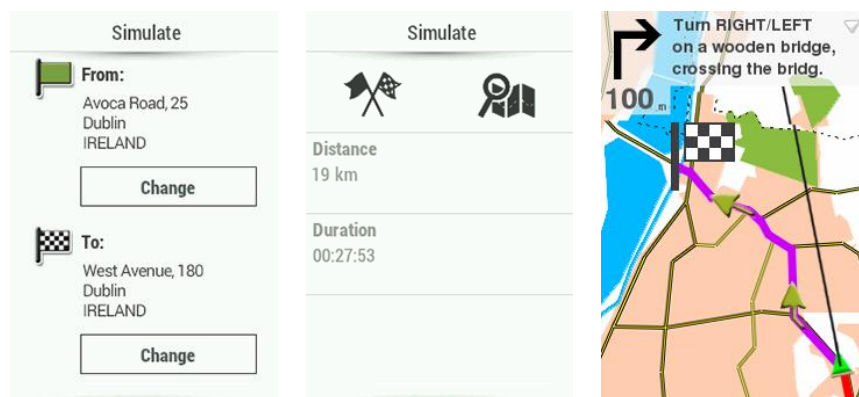 Simulate
From:
Avoca Road, 25
Dublin
IRELAND
Change
To:
West Avenue, 180
Dublin
IRELAND
Change
Simulate
Distance
19 km
Duration
00:27:53
Turn RIGHT/LEFT
on a wooden bridge,
crossing the bridg.
100 m